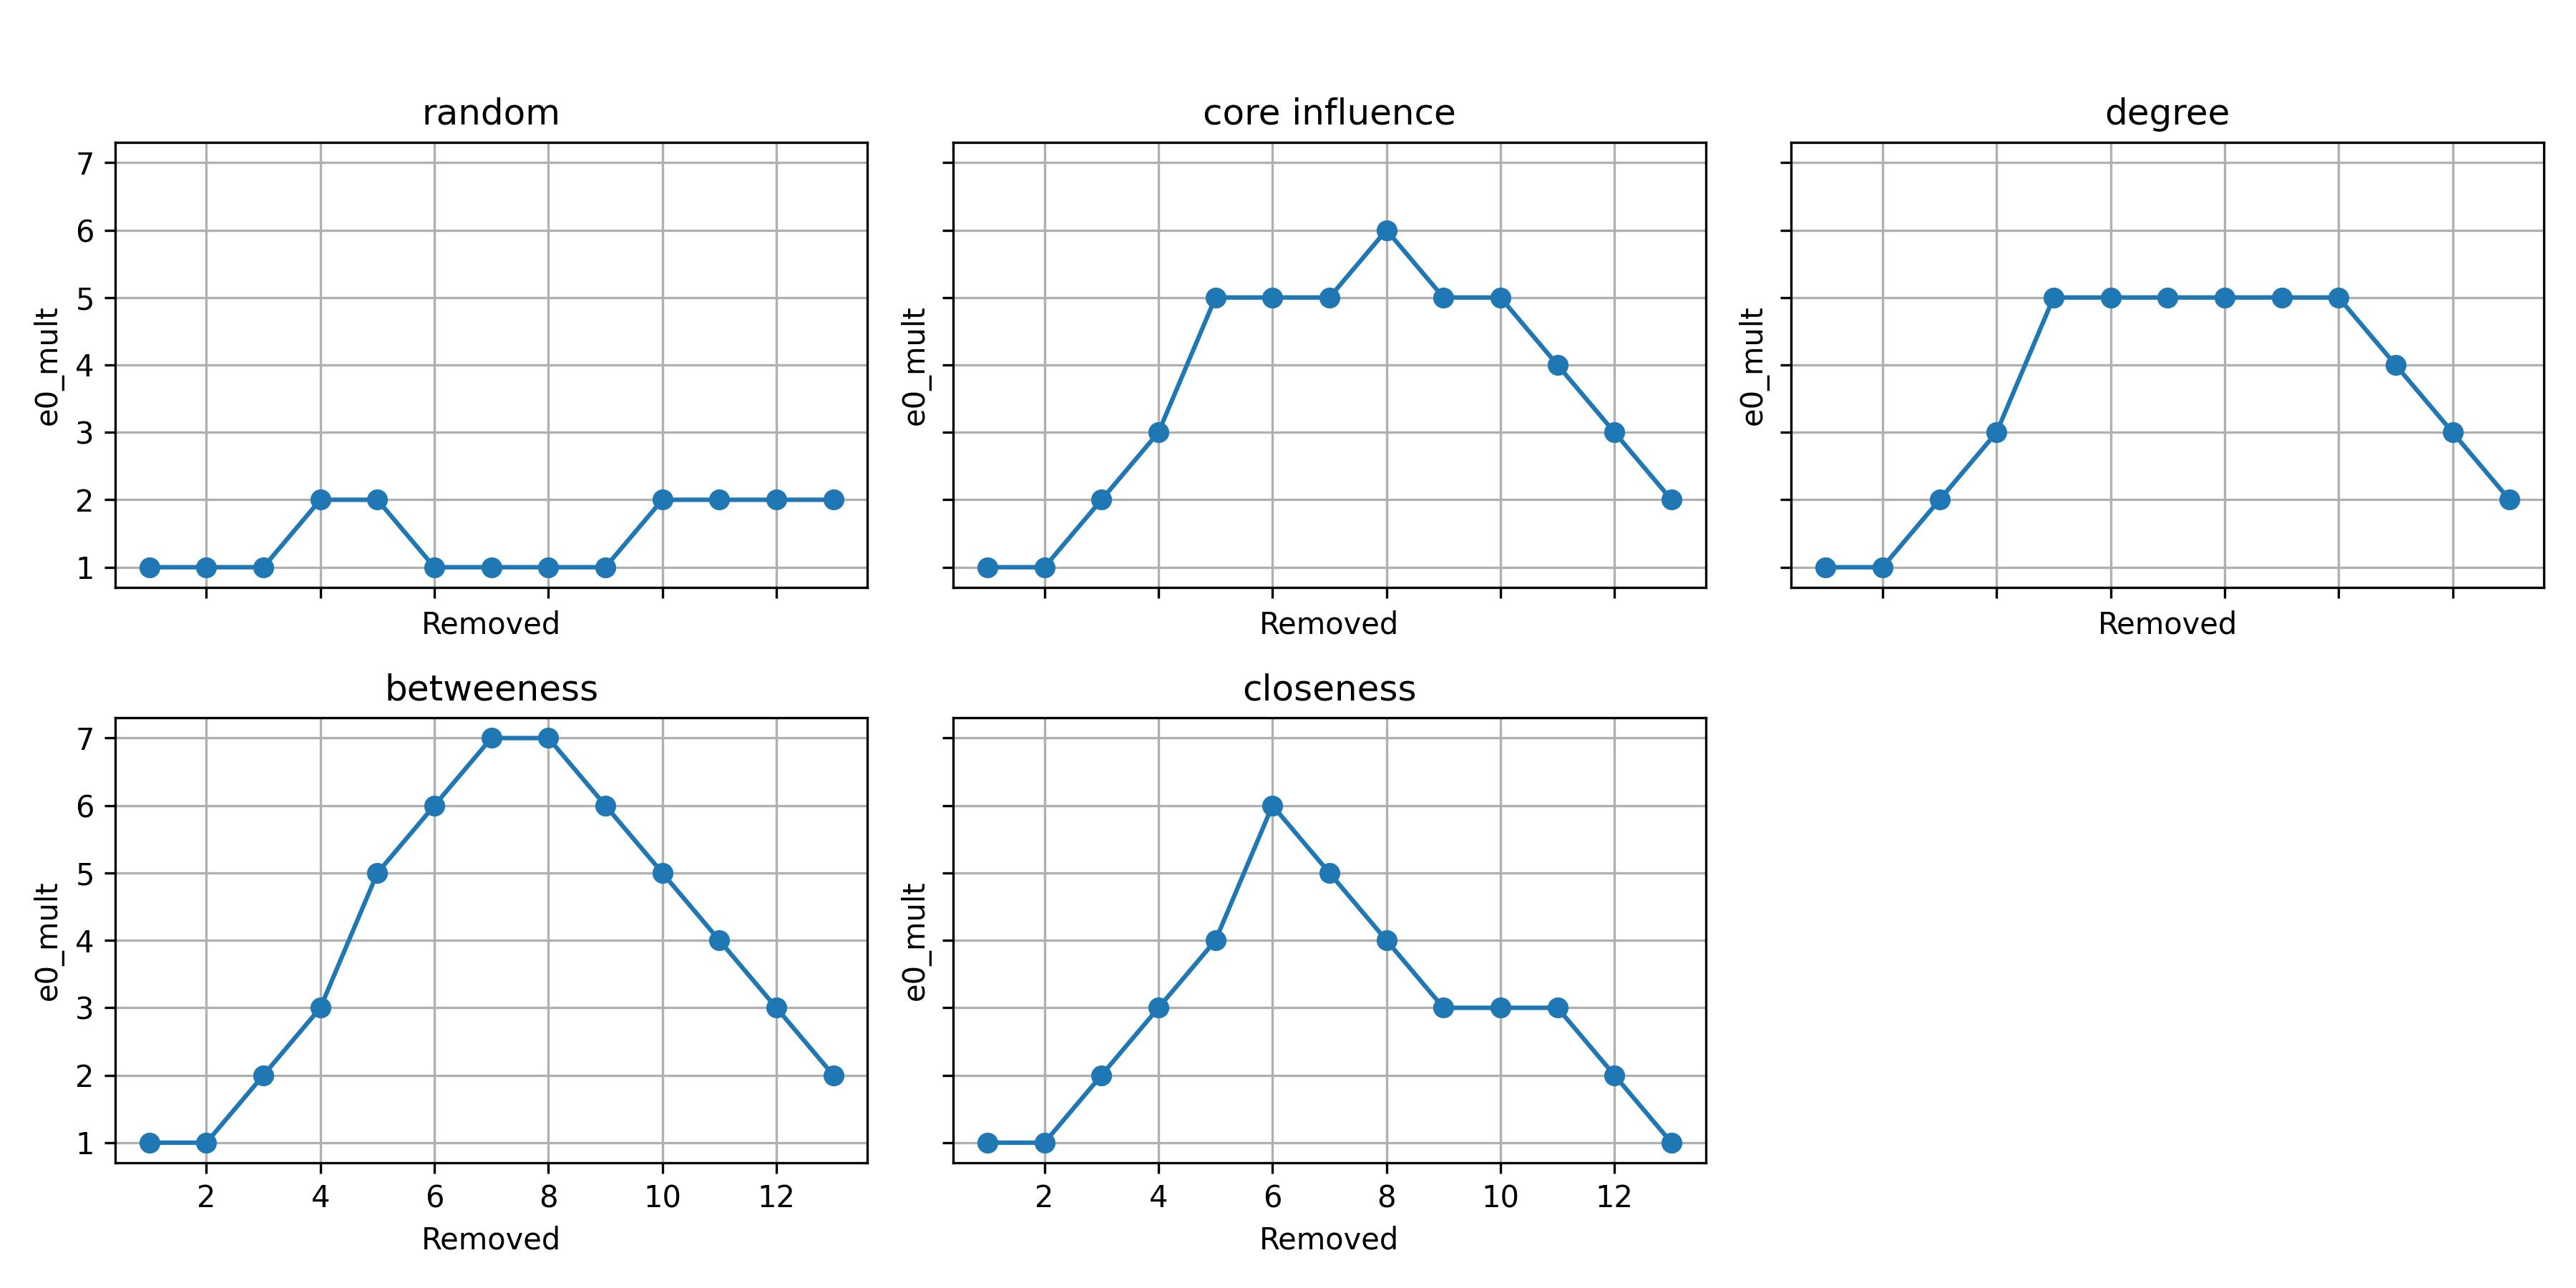 random
7
6
5
4
3
2
1
e0_mult
Removed
core influence
e0_mult
Removed
degree
e0_mult
Removed
betweeness
7
6
5
4
3
2
1
e0_mult
2 4 6 8 10 12
Removed
closeness
e0_mult
2 4 6 8 10 12
Removed